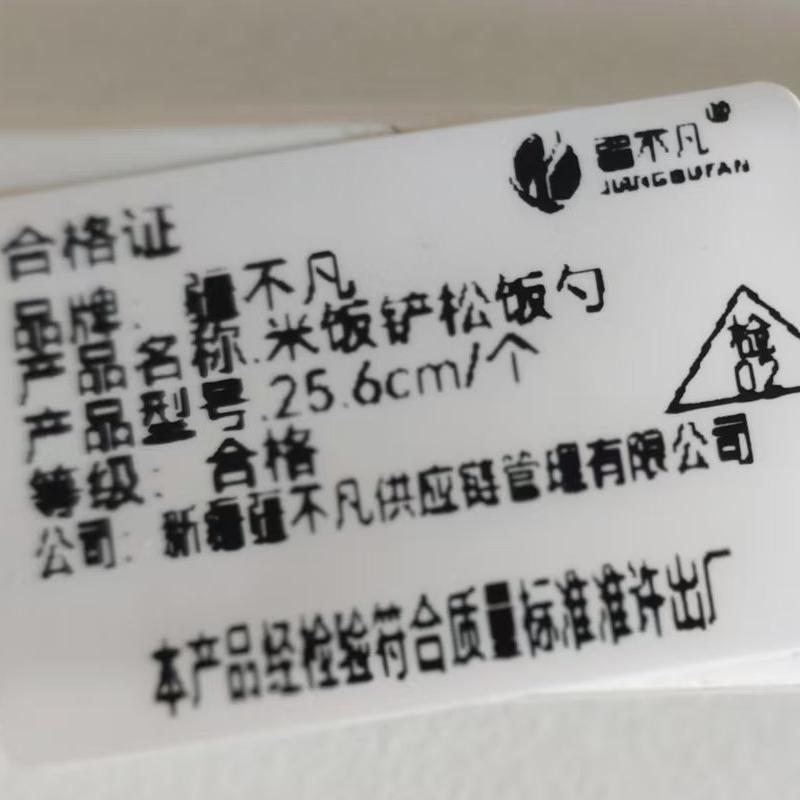 疆不凡
JIANGBUFAN
合格证
品牌: 疆不凡
产品名称:米饭铲松饭勺
产品型号:25.6cm/个
等级: 合格
公司: 新疆疆不凡供应链管理有限公司
检
本产品经检验符合质量标准准许出厂